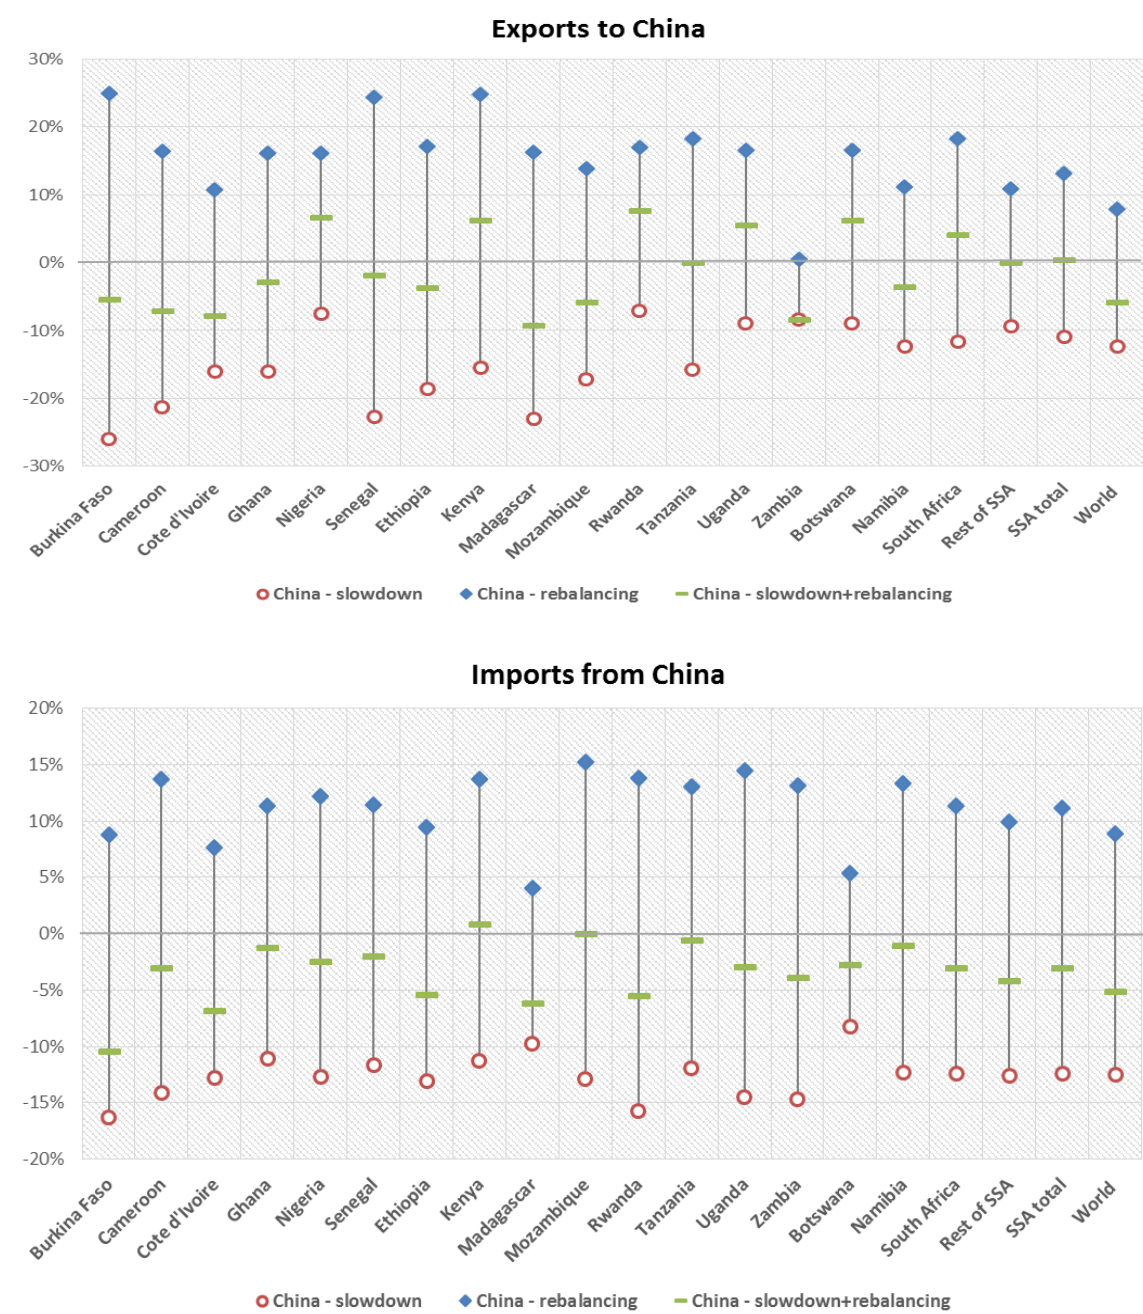 Exports to China
30%
20%
10%
0%
-10%
-20%
-30%
Burkina Faso
Cameroon
Cote d'Ivoire
Ghana
Nigeria
Senegal
Ethiopia
Kenya
Madagascar
Mozambique
Rwanda
Tanzania
Uganda
Zambia
Botswana
Namibia
South Africa
Rest of SSA
SSA total
World
China - slowdown China - rebalancing China - slowdown+rebalancing
Imports from China
20%
15%
10%
5%
0%
-5%
-10%
-15%
-20%
Burkina Faso
Cameroon
Cote d'Ivoire
Ghana
Nigeria
Senegal
Ethiopia
Kenya
Madagascar
Mozambique
Rwanda
Tanzania
Uganda
Zambia
Botswana
Namibia
South Africa
Rest of SSA
SSA total
World
China - slowdown China - rebalancing China - slowdown+rebalancing